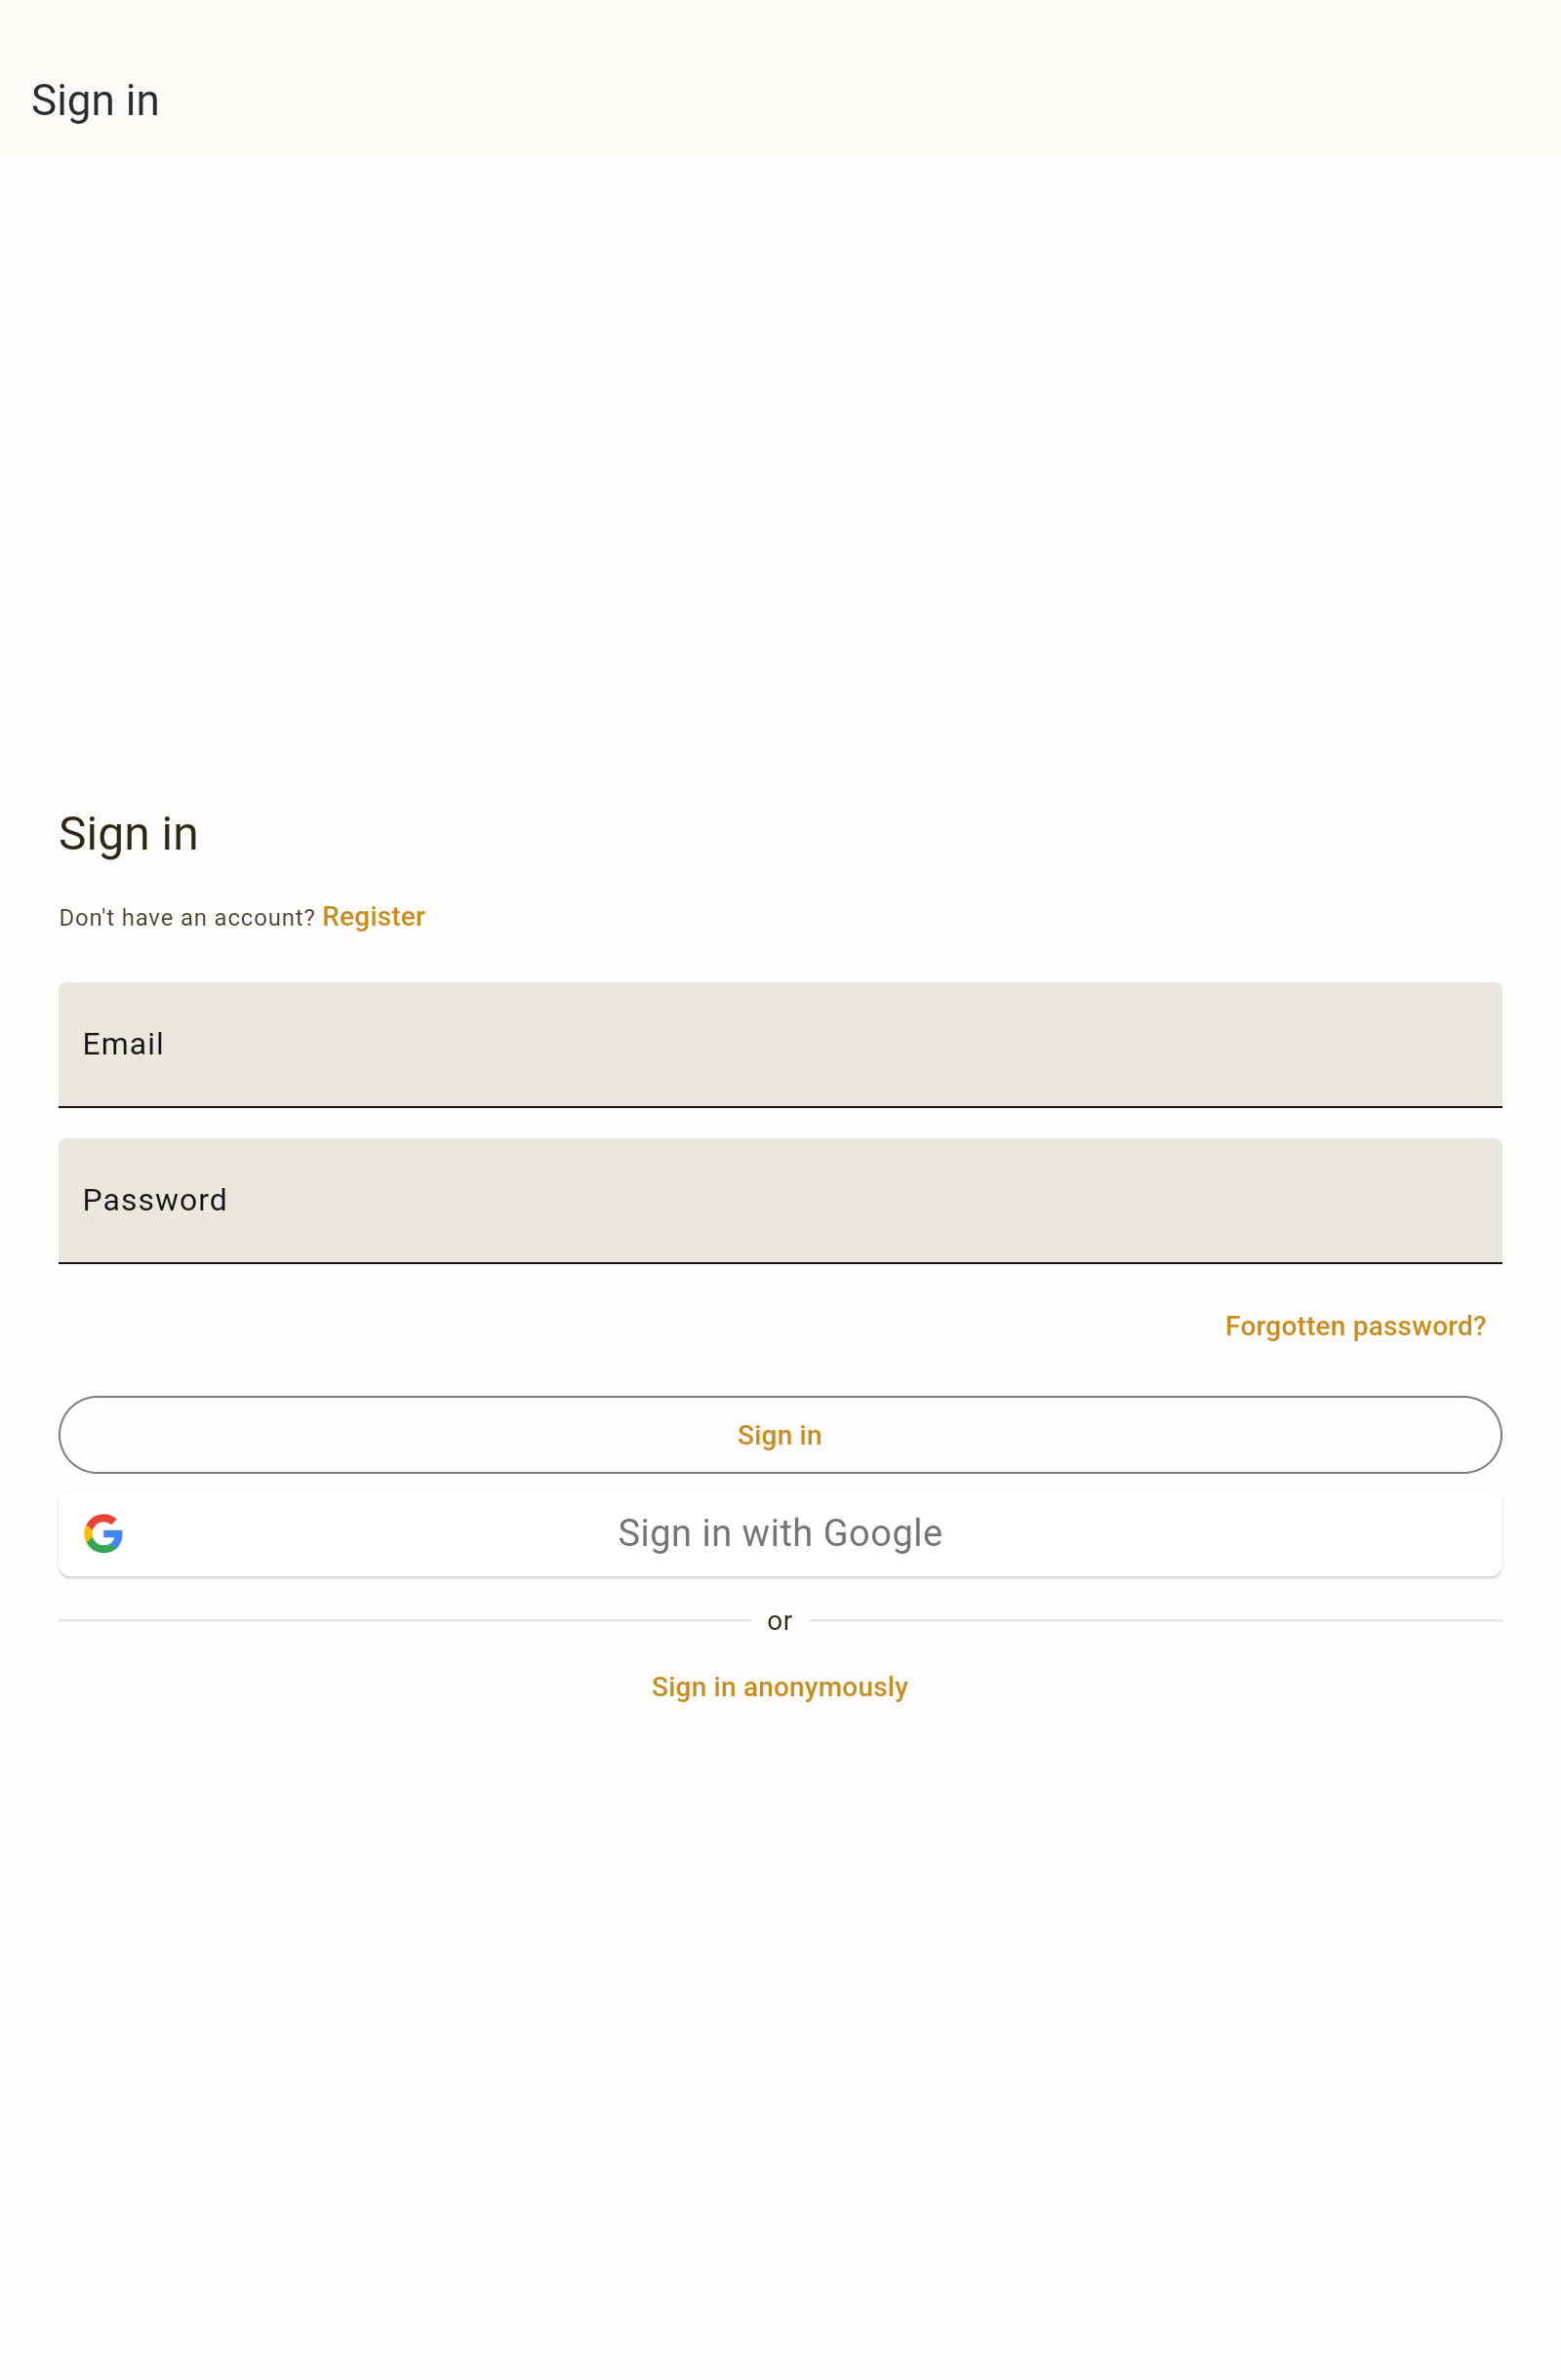 Sign in
Sign in
Don't have an account? Register
Email
Password
Forgotten password?
Sign in
Sign in with Google
or
Sign in anonymously